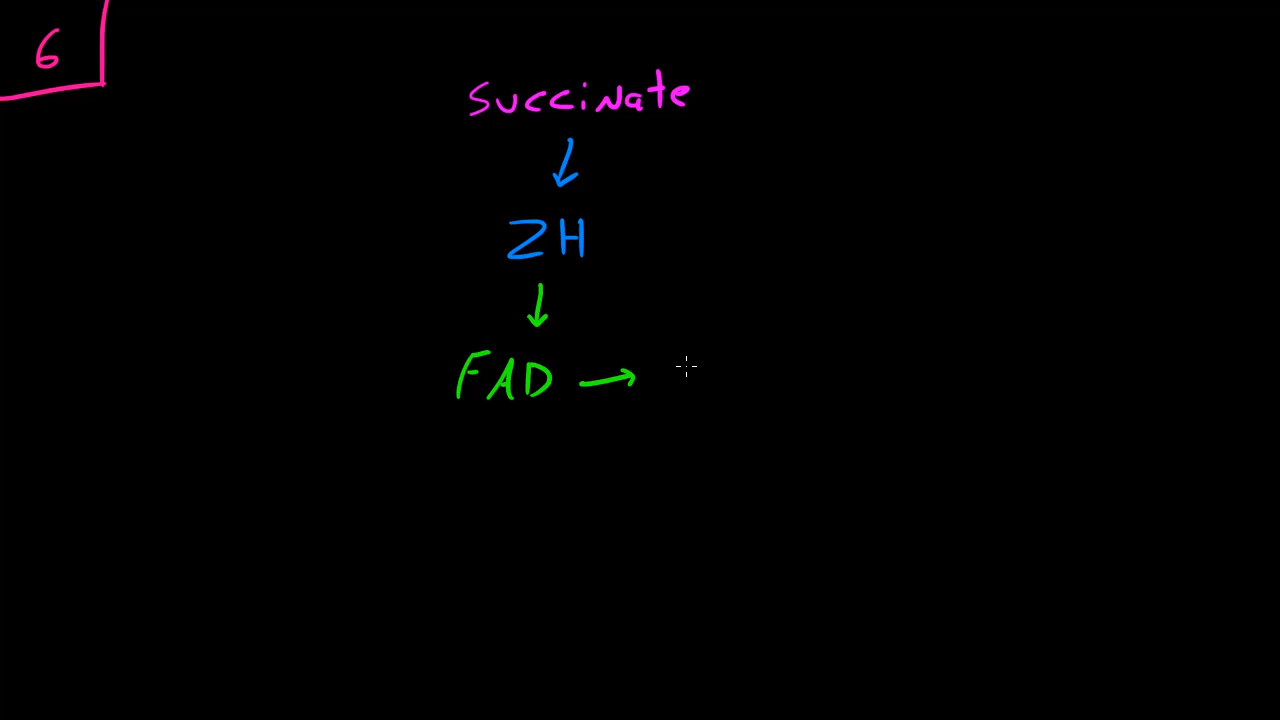 6
Succinate
↓
2H
↓
FAD →